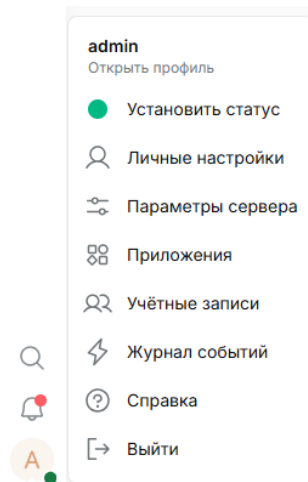 admin
Открыть профиль
Установить статус
Личные настройки
Параметры сервера
Приложения
Учётные записи
Журнал событий
Справка
Выйти
A